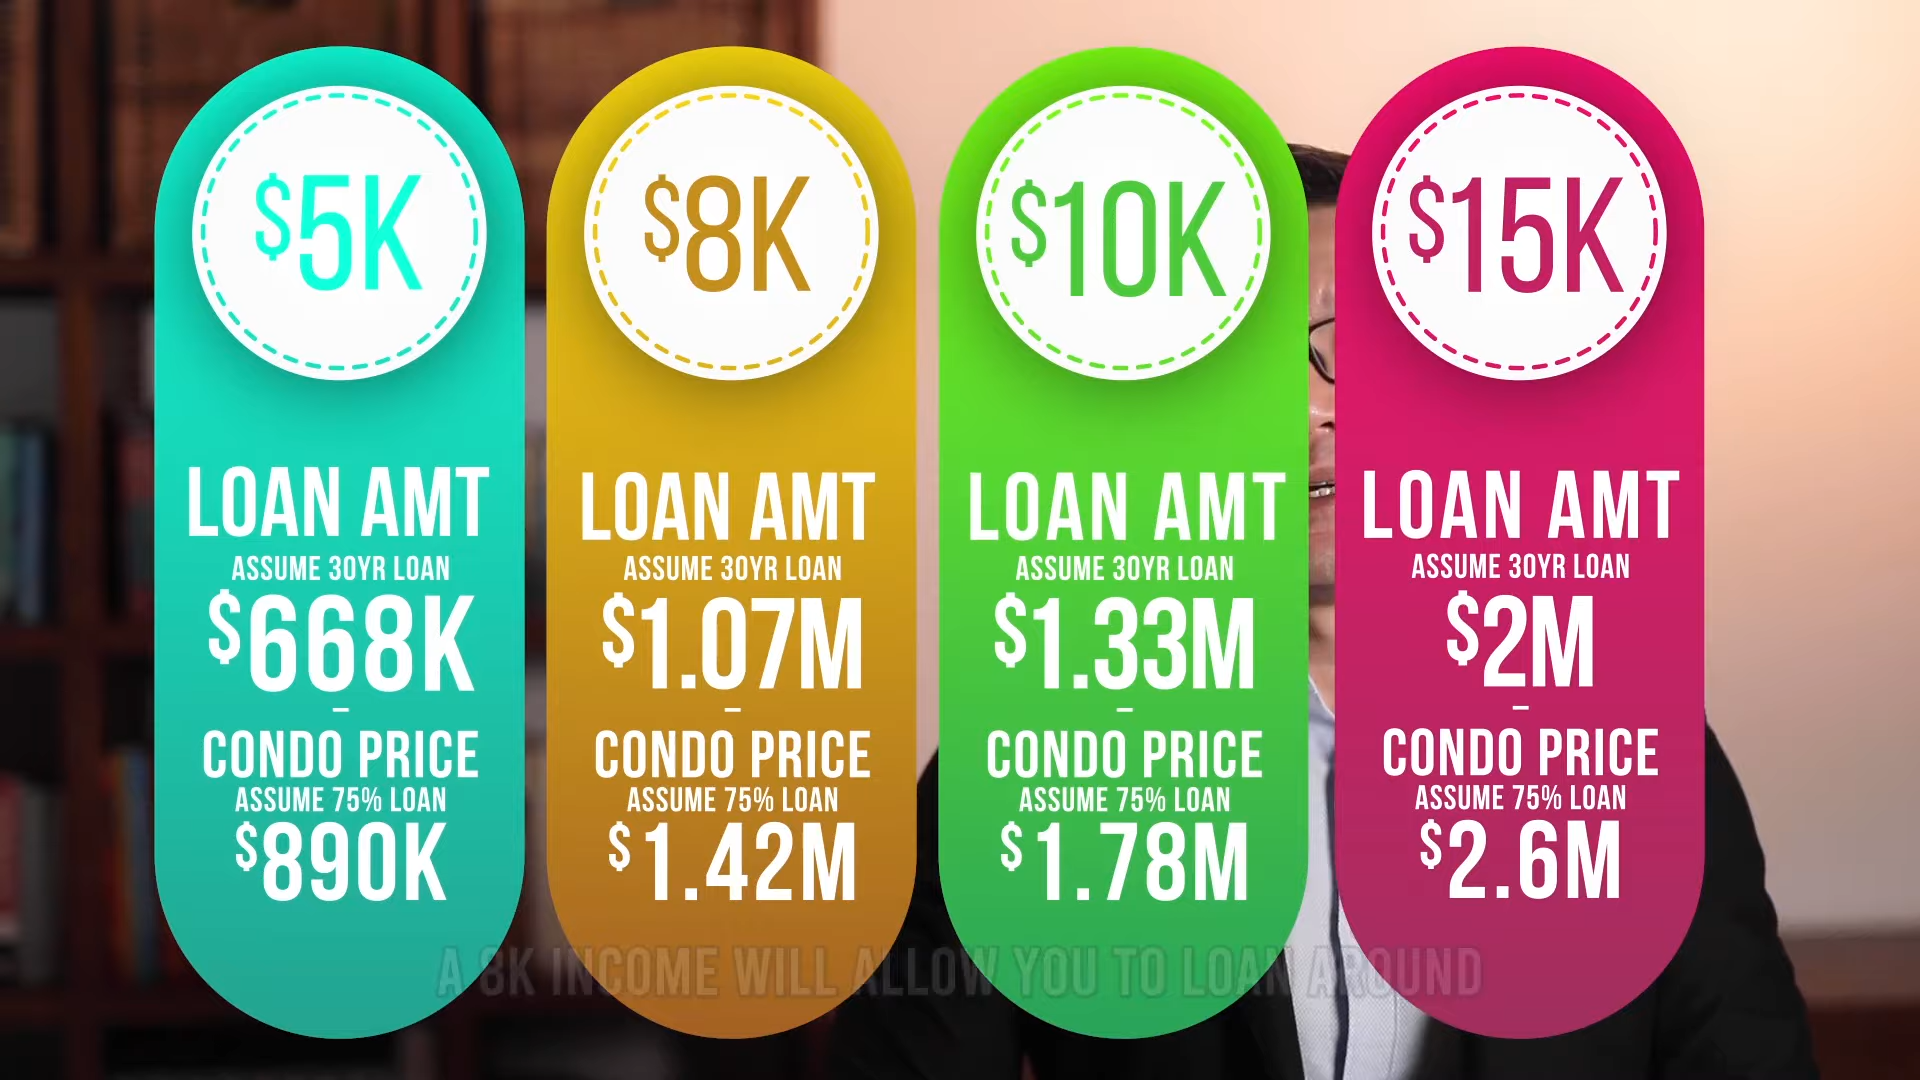 $5K
LOAN AMT
ASSUME 30YR LOAN
$668K
–
CONDO PRICE
ASSUME 75% LOAN
$890K
$8K
LOAN AMT
ASSUME 30YR LOAN
$1.07M
–
CONDO PRICE
ASSUME 75% LOAN
$1.42M
$10K
LOAN AMT
ASSUME 30YR LOAN
$1.33M
–
CONDO PRICE
ASSUME 75% LOAN
$1.78M
$15K
LOAN AMT
ASSUME 30YR LOAN
$2M
–
CONDO PRICE
ASSUME 75% LOAN
$2.6M
A 8K INCOME WILL ALLOW YOU TO LOAN AROUND